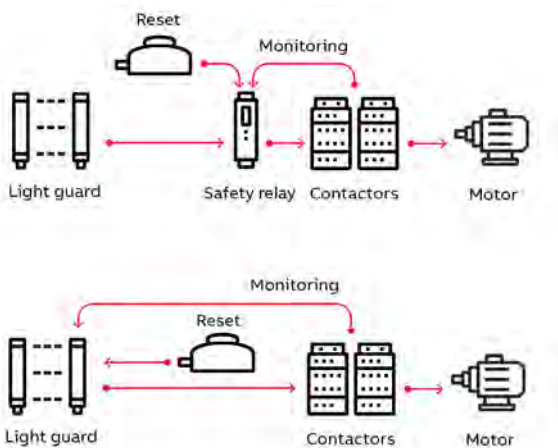 Reset
Monitoring
Light guard
Safety relay
Contactors
Motor
Monitoring
Reset
Light guard
Contactors
Motor